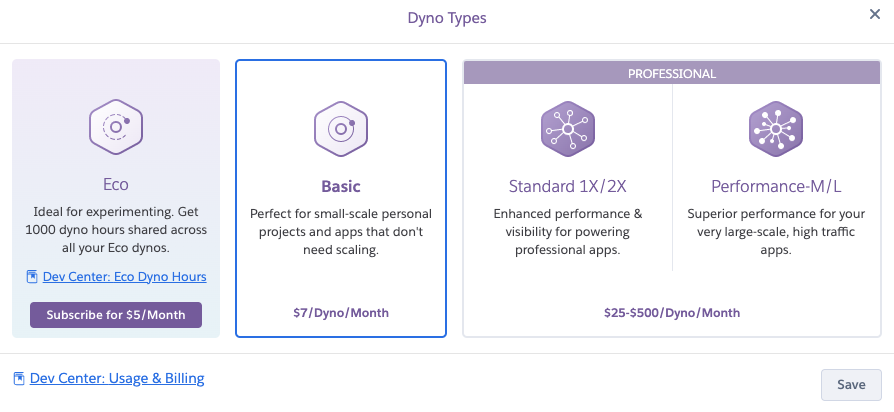 Dyno Types
Eco
Ideal for experimenting. Get
1000 dyno hours shared across
all your Eco dynos.
Dev Center: Eco Dyno Hours
Subscribe for $5/Month
Basic
Perfect for small-scale personal
projects and apps that don't
need scaling.
$7/Dyno/Month
PROFESSIONAL
Standard 1X/2X
Enhanced performance &
visibility for powering
professional apps.
Performance-M/L
Superior performance for your
very large-scale, high traffic
apps.
$25-$500/Dyno/Month
Dev Center: Usage & Billing
Save